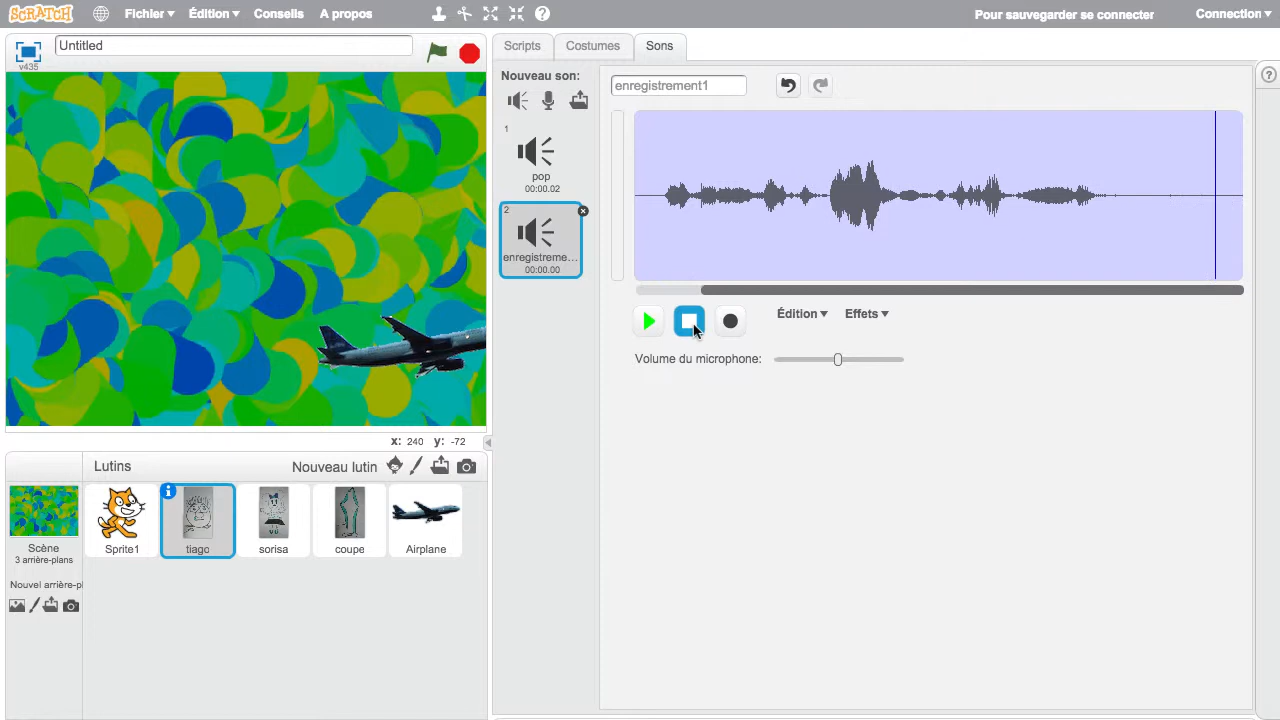 SCRATCH Fichier Édition Conseils A propos Pour sauvegarder se connecter Connection
v435 Untitled
Scripts Costumes Sons
Nouveau son:
enregistrement1
1
pop
00:00.02
2
enregistreme...
00:00.00
Édition Effets
Volume du microphone:
x: 240 y: -72
Lutins Nouveau lutin
Scène
3 arrière-plans
Nouvel arrière-pl
Sprite1 tiago sorisa coupe Airplane